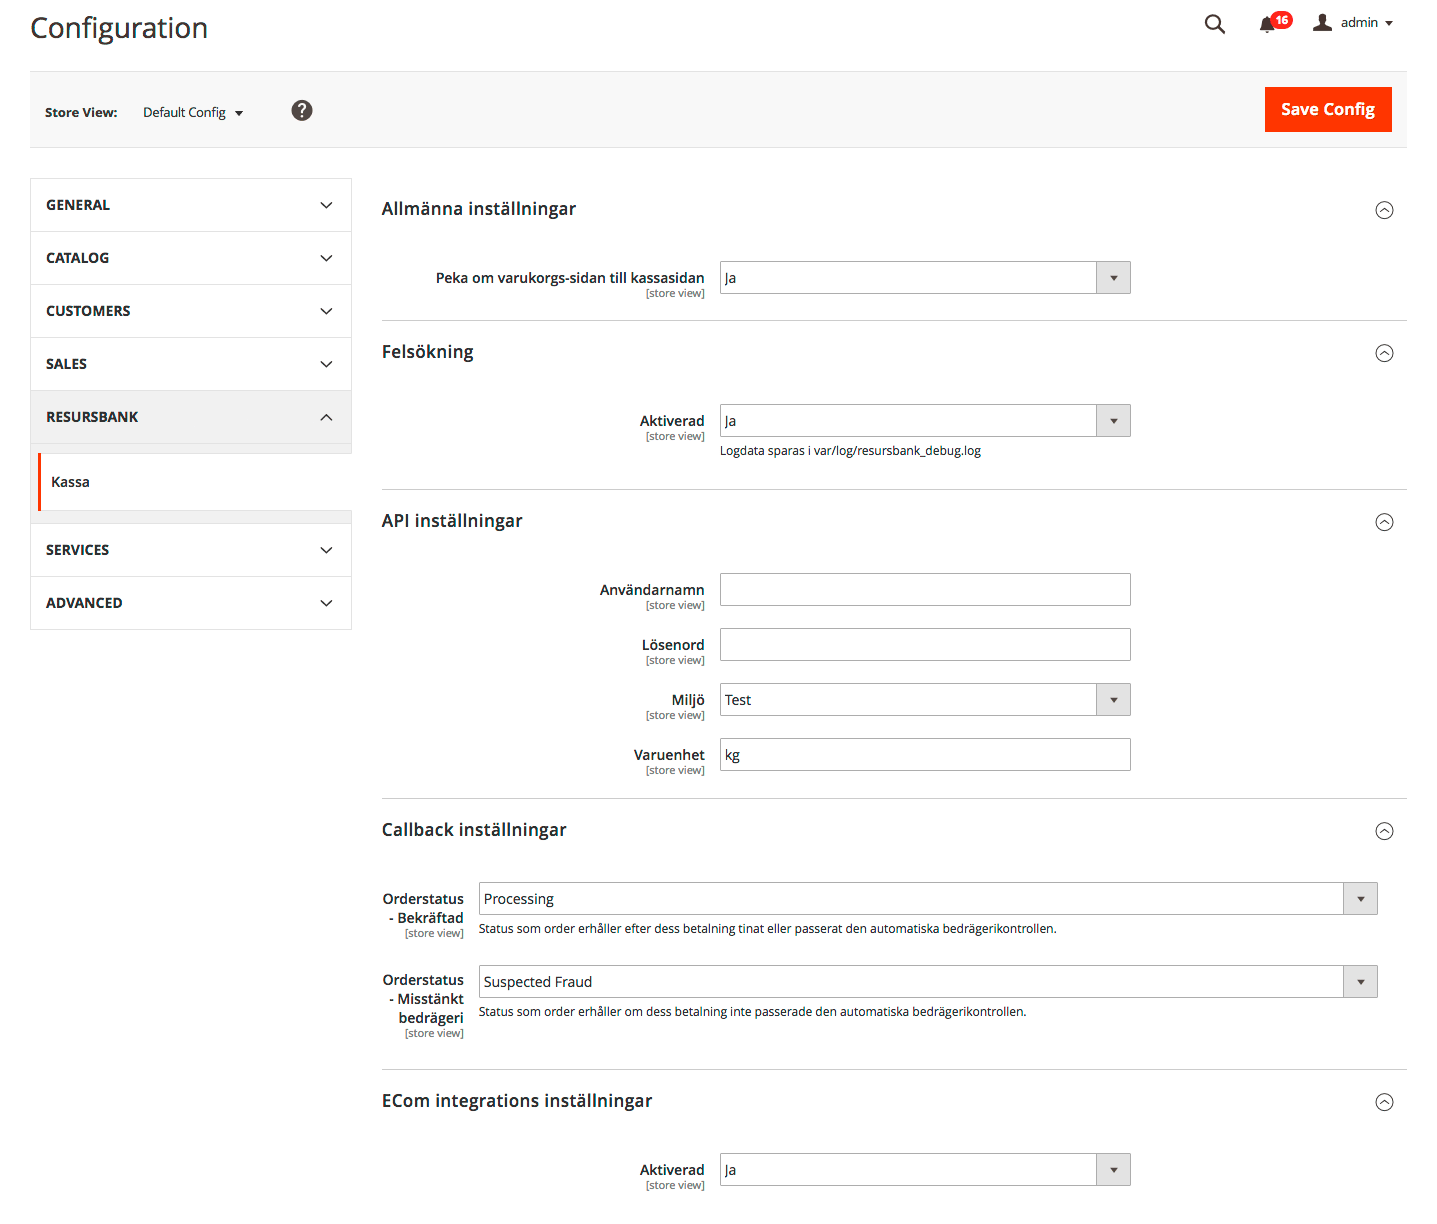 Configuration
16
admin
Store View:
Default Config
?
Save Config
GENERAL
CATALOG
CUSTOMERS
SALES
RESURSBANK
Kassa
SERVICES
ADVANCED
Allmänna inställningar
Peka om varukorgs-sidan till kassasidan
[store view]
Ja
Felsökning
Aktiverad
[store view]
Ja
Logdata sparas i var/log/resursbank_debug.log
API inställningar
Användarnamn
[store view]
Lösenord
[store view]
Miljö
[store view]
Test
Varuenhet
[store view]
kg
Callback inställningar
Orderstatus
- Bekräftad
[store view]
Processing
Status som order erhåller efter dess betalning tinat eller passerat den automatiska bedrägerikontrollen.
Orderstatus
- Misstänkt
bedrägeri
[store view]
Suspected Fraud
Status som order erhåller om dess betalning inte passerade den automatiska bedrägerikontrollen.
ECom integrations inställningar
Aktiverad
[store view]
Ja